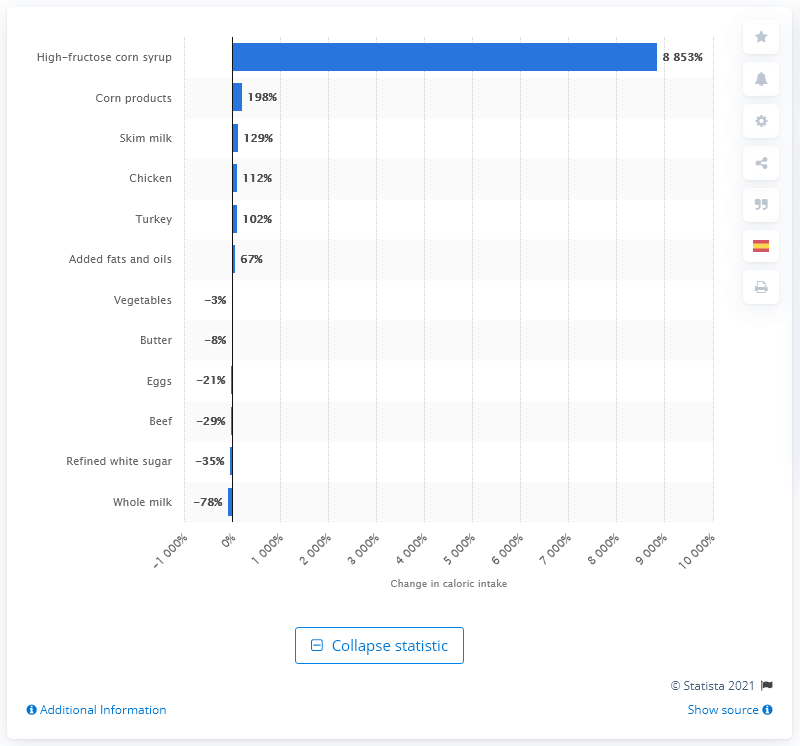 High-fructose corn syrup 8 853%
Corn products 198%
Skim milk 129%
Chicken 112%
Turkey 102%
Added fats and oils 67%
Vegetables -3%
Butter -8%
Eggs -21%
Beef -29%
Refined white sugar -35%
Whole milk -78%
-1 000% 0% 1 000% 2 000% 3 000% 4 000% 5 000% 6 000% 7 000% 8 000% 9 000% 10 000%
Change in caloric intake
Collapse statistic
© Statista 2021
Additional Information Show source